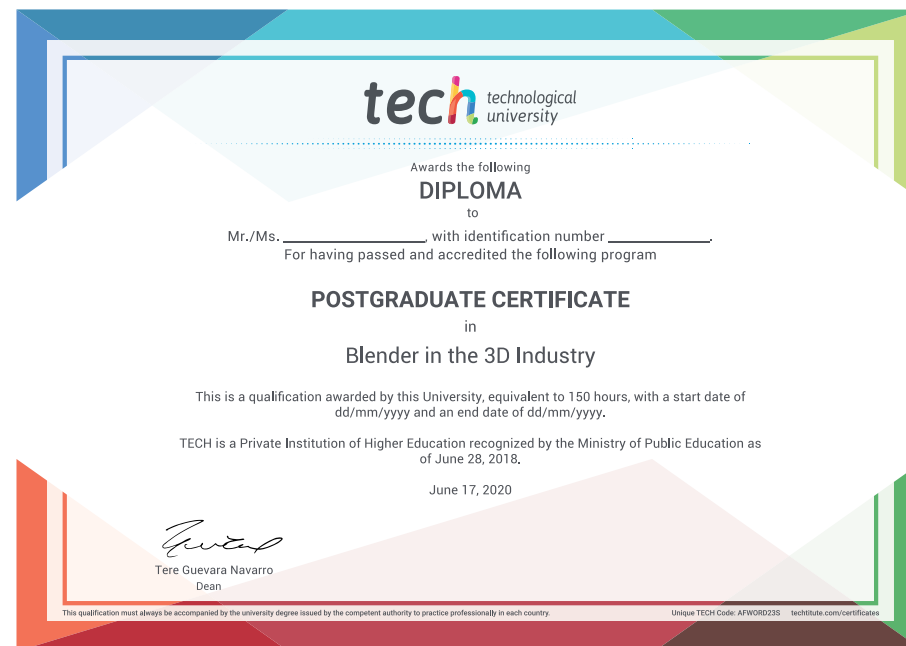 tech technological
university
Awards the following
DIPLOMA
to
Mr./Ms. ____________________, with identification number ______________.
For having passed and accredited the following program
POSTGRADUATE CERTIFICATE
in
Blender in the 3D Industry
This is a qualification awarded by this University, equivalent to 150 hours, with a start date of
dd/mm/yyyy and an end date of dd/mm/yyyy.
TECH is a Private Institution of Higher Education recognized by the Ministry of Public Education as
of June 28, 2018.
June 17, 2020
Tere Guevara Navarro
Dean
This qualification must always be accompanied by the university degree issued by the competent authority to practice professionally in each country. Unique TECH Code: AFWORD23S techtitute.com/certificates